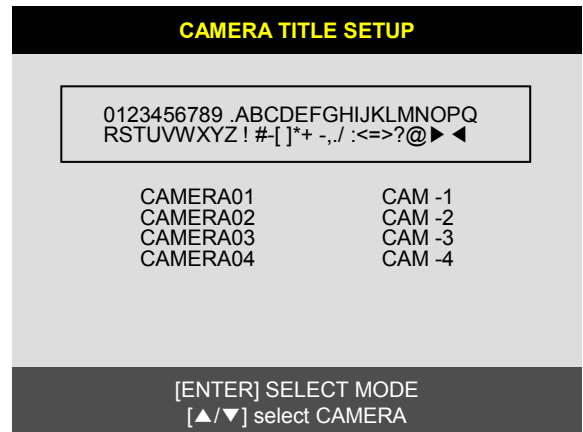 CAMERA TITLE SETUP
0123456789 .ABCDEFGHIJKLMNOPQ
RSTUVWXYZ ! #-[ ]*+ -,./ :<=>?@▶◀
CAMERA01 CAM -1
CAMERA02 CAM -2
CAMERA03 CAM -3
CAMERA04 CAM -4
[ENTER] SELECT MODE
[▲/▼] select CAMERA